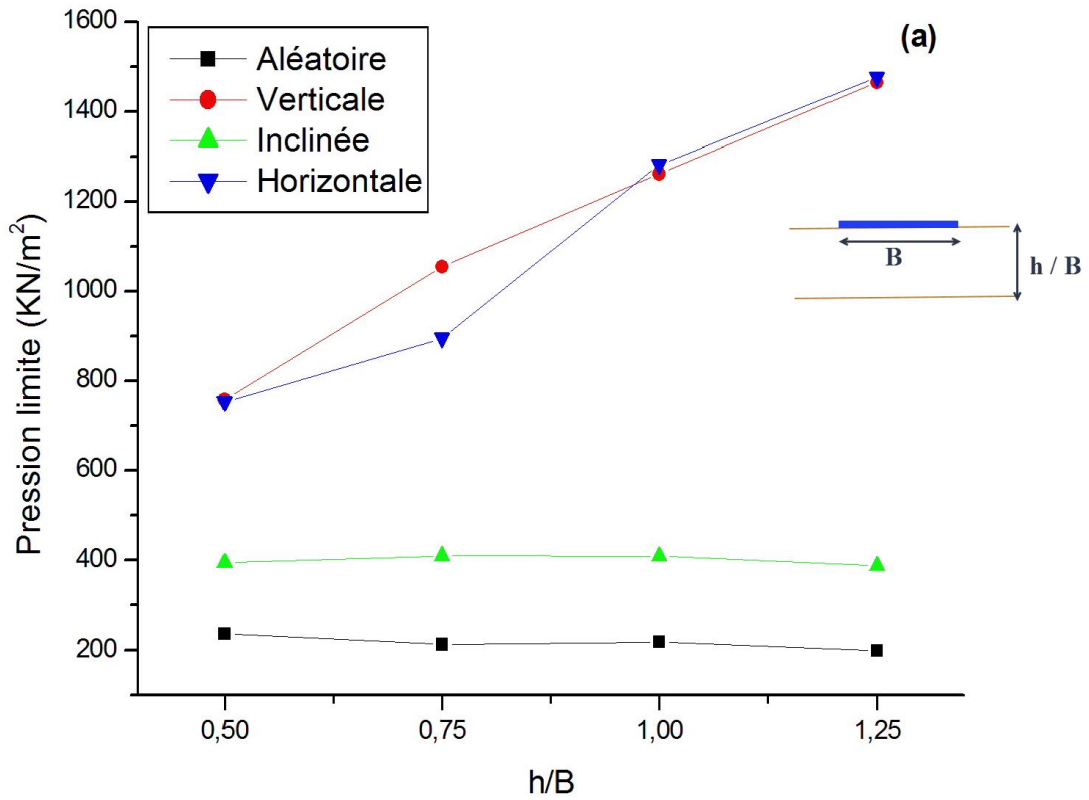 (a)
Aléatoire
Verticale
Inclinée
Horizontale
1600
1400
1200
1000
800
600
400
200
Pression limite (KN/m²)
B
h / B
0,50 0,75 1,00 1,25
h/B